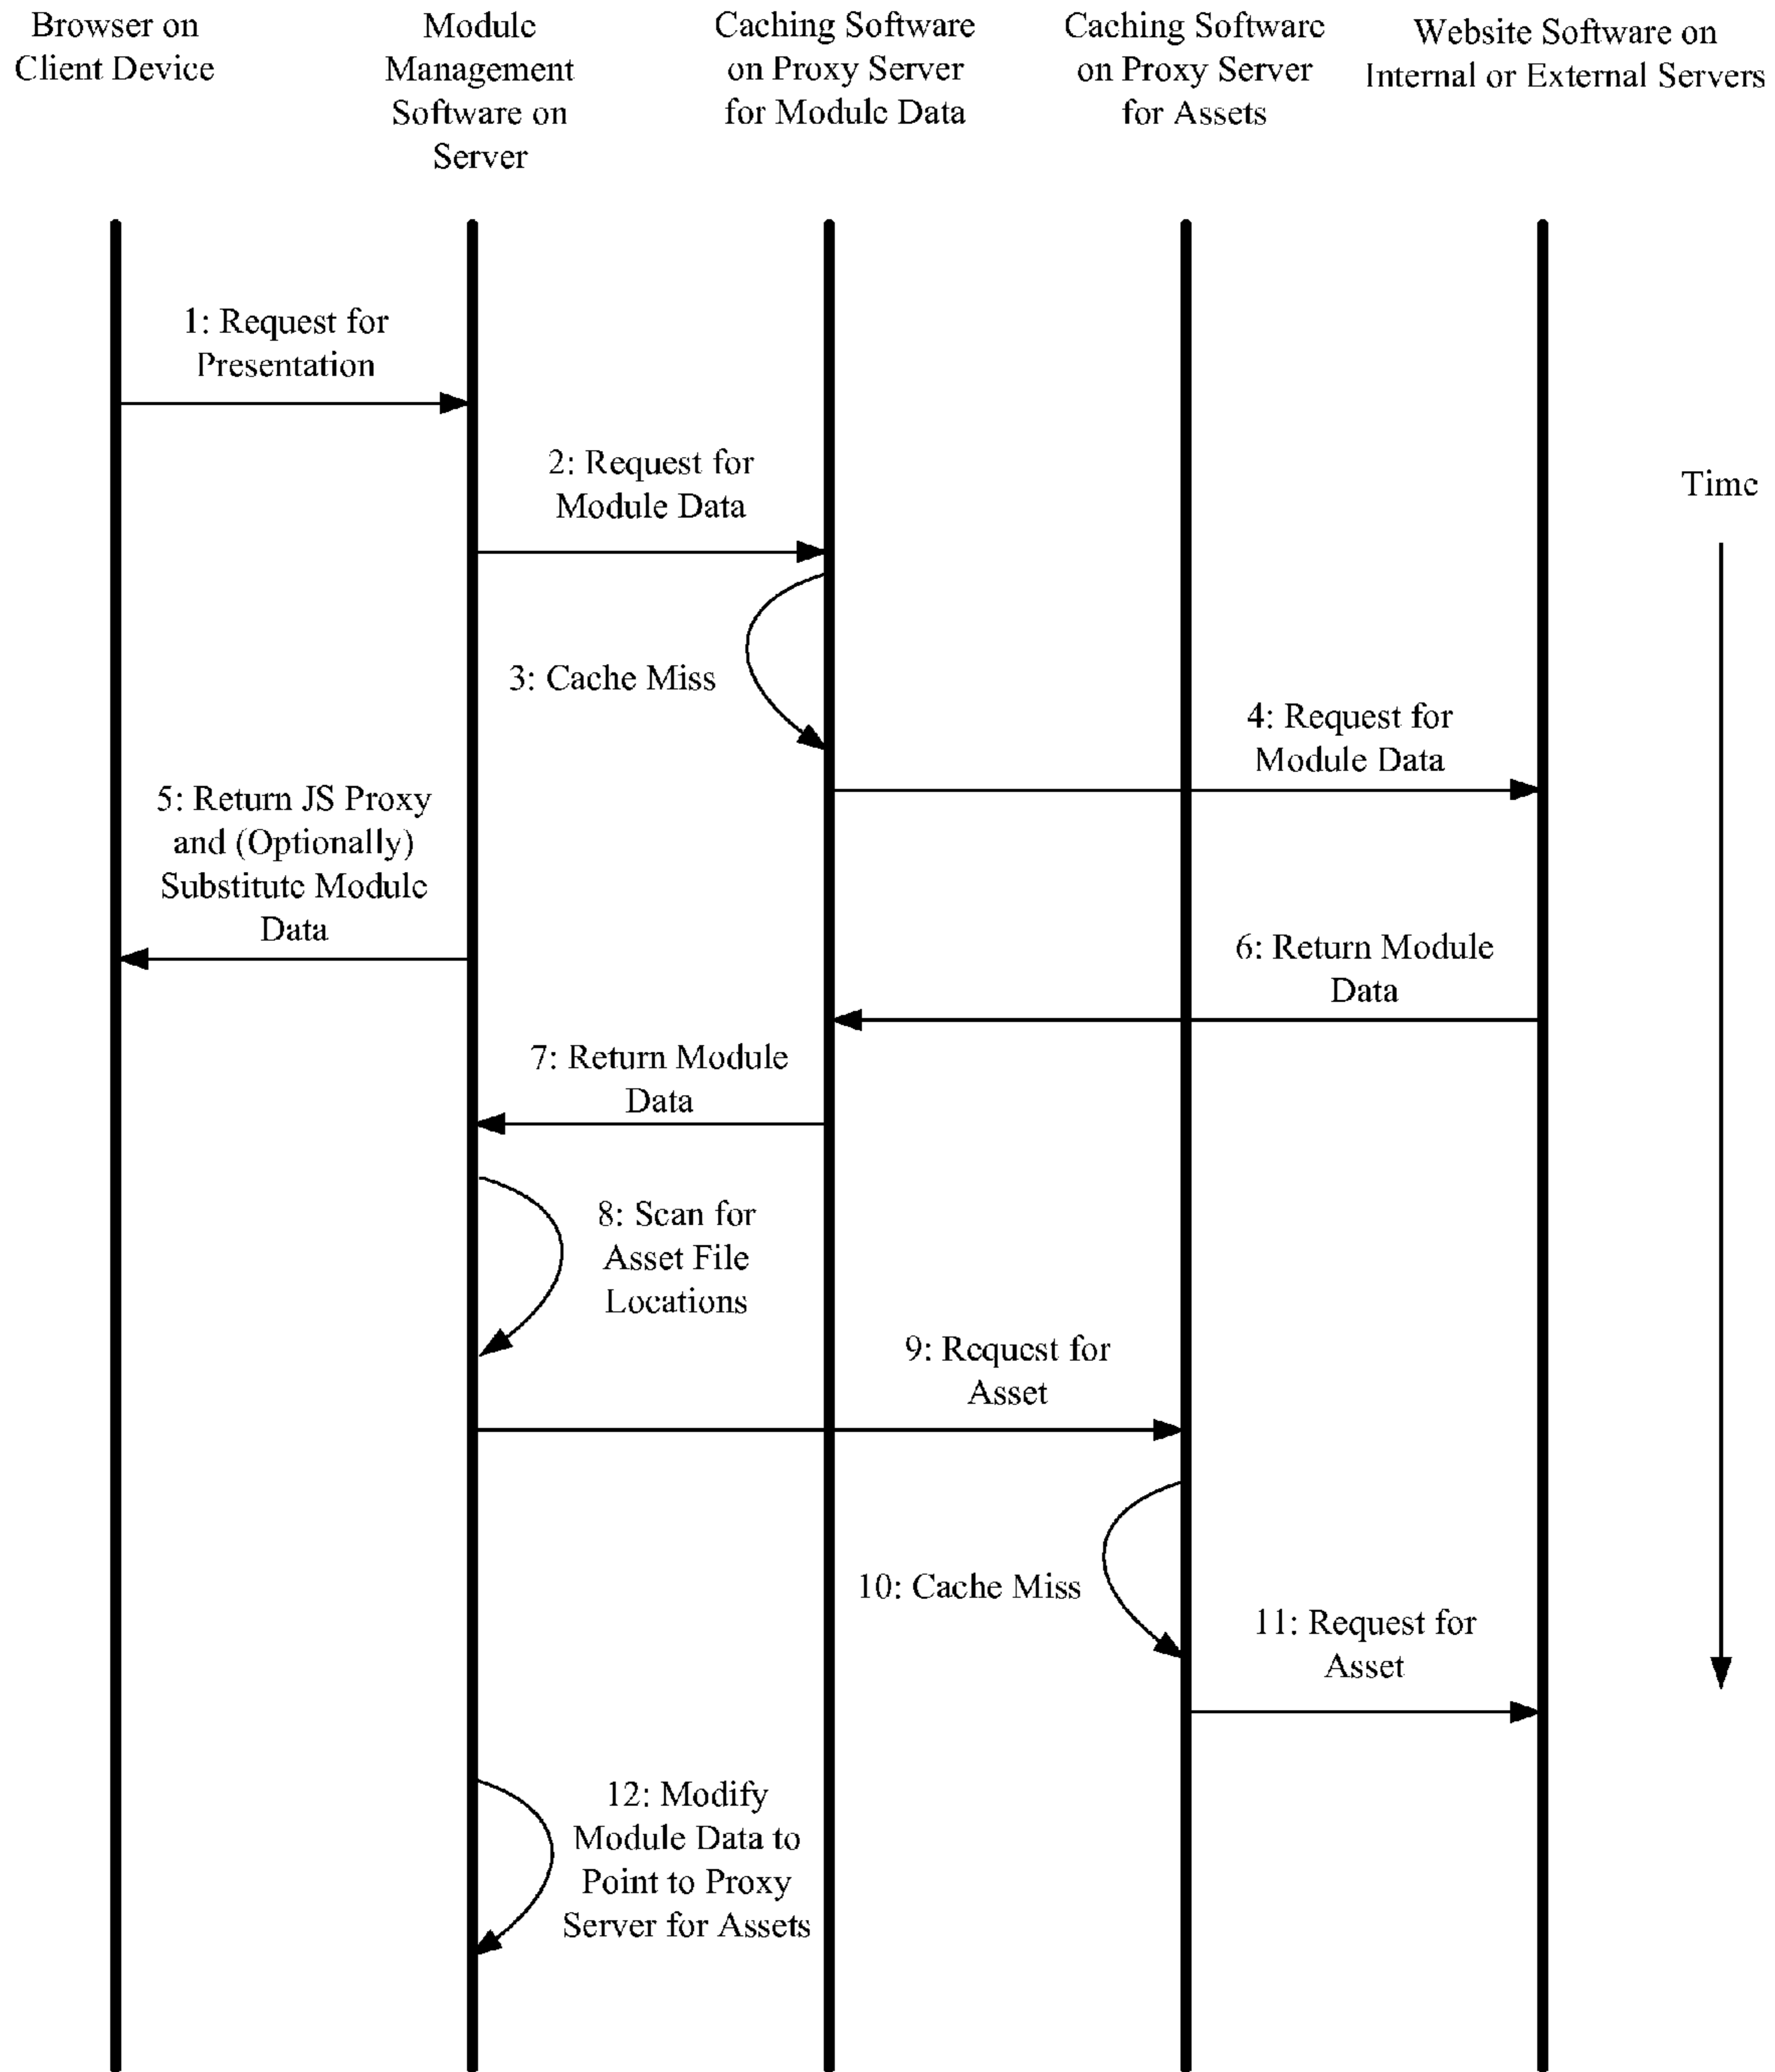 Browser on
Client Device
Module
Management
Software on
Server
Caching Software
on Proxy Server
for Module Data
Caching Software
on Proxy Server
for Assets
Website Software on
Internal or External Servers
1: Request for
Presentation
2: Request for
Module Data
Time
3: Cache Miss
4: Request for
Module Data
5: Return JS Proxy
and (Optionally)
Substitute Module
Data
6: Return Module
Data
7: Return Module
Data
8: Scan for
Asset File
Locations
9: Request for
Asset
10: Cache Miss
11: Request for
Asset
12: Modify
Module Data to
Point to Proxy
Server for Assets